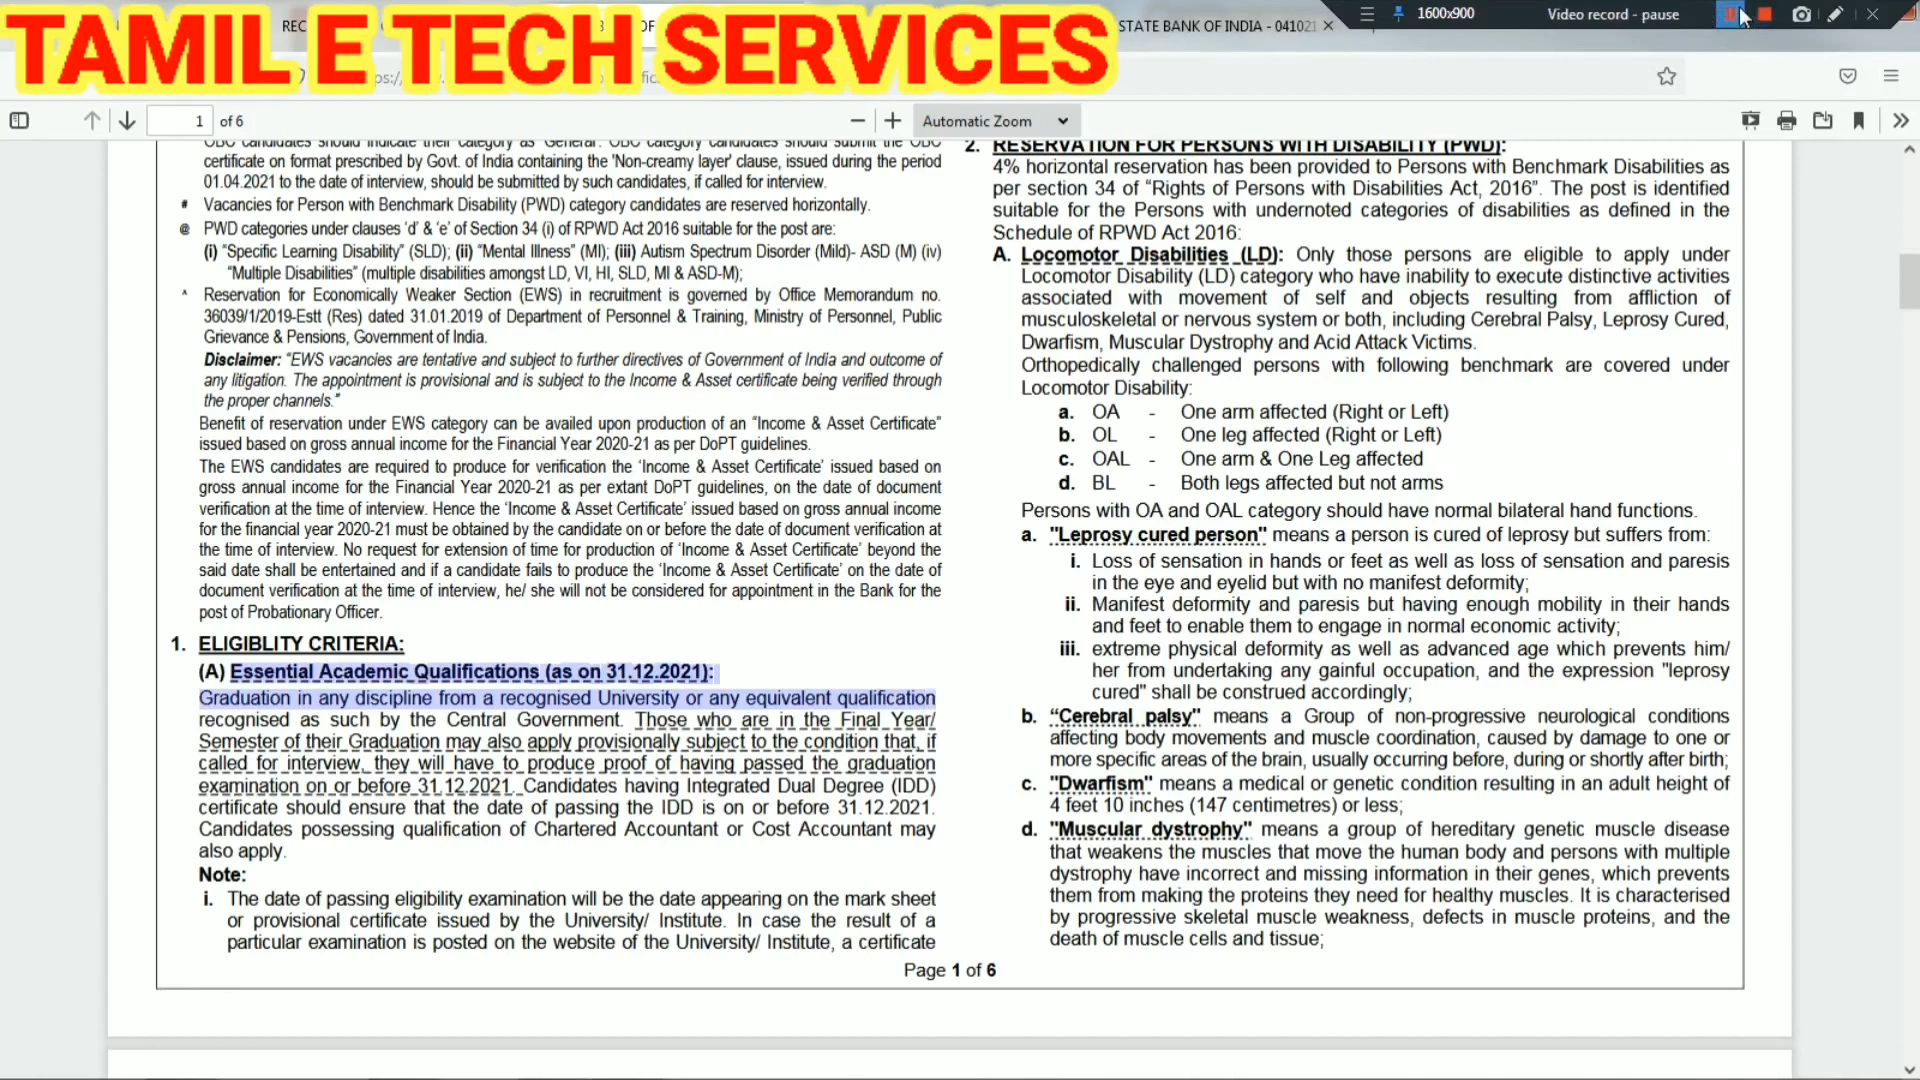 TAMIL E TECH SERVICES
STATE BANK OF INDIA - 041021
1600x900
Video record - pause
1 of 6
Automatic Zoom
OBC candidates should indicate their category as 'General'. OBC category candidates should submit the OBC
certificate on format prescribed by Govt. of India containing the 'Non-creamy layer' clause, issued during the period
01.04.2021 to the date of interview, should be submitted by such candidates, if called for interview.
# Vacancies for Person with Benchmark Disability (PWD) category candidates are reserved horizontally.
@ PWD categories under clauses 'd' & 'e' of Section 34 (i) of RPWD Act 2016 suitable for the post are:
(i) "Specific Learning Disability" (SLD); (ii) "Mental Illness" (MI); (iii) Autism Spectrum Disorder (Mild)- ASD (M) (iv)
"Multiple Disabilities" (multiple disabilities amongst LD, VI, HI, SLD, MI & ASD-M);
^ Reservation for Economically Weaker Section (EWS) in recruitment is governed by Office Memorandum no.
36039/1/2019-Estt (Res) dated 31.01.2019 of Department of Personnel & Training, Ministry of Personnel, Public
Grievance & Pensions, Government of India.
Disclaimer: "EWS vacancies are tentative and subject to further directives of Government of India and outcome of
any litigation. The appointment is provisional and is subject to the Income & Asset certificate being verified through
the proper channels."
Benefit of reservation under EWS category can be availed upon production of an "Income & Asset Certificate"
issued based on gross annual income for the Financial Year 2020-21 as per DoPT guidelines.
The EWS candidates are required to produce for verification the 'Income & Asset Certificate' issued based on
gross annual income for the Financial Year 2020-21 as per extant DoPT guidelines, on the date of document
verification at the time of interview. Hence the 'Income & Asset Certificate' issued based on gross annual income
for the financial year 2020-21 must be obtained by the candidate on or before the date of document verification at
the time of interview. No request for extension of time for production of 'Income & Asset Certificate' beyond the
said date shall be entertained and if a candidate fails to produce the 'Income & Asset Certificate' on the date of
document verification at the time of interview, he/ she will not be considered for appointment in the Bank for the
post of Probationary Officer.
1. ELIGIBLITY CRITERIA:
(A) Essential Academic Qualifications (as on 31.12.2021):
Graduation in any discipline from a recognised University or any equivalent qualification
recognised as such by the Central Government. Those who are in the Final Year/
Semester of their Graduation may also apply provisionally subject to the condition that, if
called for interview, they will have to produce proof of having passed the graduation
examination on or before 31.12.2021. Candidates having Integrated Dual Degree (IDD)
certificate should ensure that the date of passing the IDD is on or before 31.12.2021.
Candidates possessing qualification of Chartered Accountant or Cost Accountant may
also apply.
Note:
i. The date of passing eligibility examination will be the date appearing on the mark sheet
or provisional certificate issued by the University/ Institute. In case the result of a
particular examination is posted on the website of the University/ Institute, a certificate
2. RESERVATION FOR PERSONS WITH DISABILITY (PWD):
4% horizontal reservation has been provided to Persons with Benchmark Disabilities as
per section 34 of "Rights of Persons with Disabilities Act, 2016". The post is identified
suitable for the Persons with undernoted categories of disabilities as defined in the
Schedule of RPWD Act 2016:
A. Locomotor Disabilities (LD): Only those persons are eligible to apply under
Locomotor Disability (LD) category who have inability to execute distinctive activities
associated with movement of self and objects resulting from affliction of
musculoskeletal or nervous system or both, including Cerebral Palsy, Leprosy Cured,
Dwarfism, Muscular Dystrophy and Acid Attack Victims.
Orthopedically challenged persons with following benchmark are covered under
Locomotor Disability:
a. OA - One arm affected (Right or Left)
b. OL - One leg affected (Right or Left)
c. OAL - One arm & One Leg affected
d. BL - Both legs affected but not arms
Persons with OA and OAL category should have normal bilateral hand functions.
a. "Leprosy cured person" means a person is cured of leprosy but suffers from:
i. Loss of sensation in hands or feet as well as loss of sensation and paresis
in the eye and eyelid but with no manifest deformity;
ii. Manifest deformity and paresis but having enough mobility in their hands
and feet to enable them to engage in normal economic activity;
iii. extreme physical deformity as well as advanced age which prevents him/
her from undertaking any gainful occupation, and the expression "leprosy
cured" shall be construed accordingly;
b. "Cerebral palsy" means a Group of non-progressive neurological conditions
affecting body movements and muscle coordination, caused by damage to one or
more specific areas of the brain, usually occurring before, during or shortly after birth;
c. "Dwarfism" means a medical or genetic condition resulting in an adult height of
4 feet 10 inches (147 centimetres) or less;
d. "Muscular dystrophy" means a group of hereditary genetic muscle disease
that weakens the muscles that move the human body and persons with multiple
dystrophy have incorrect and missing information in their genes, which prevents
them from making the proteins they need for healthy muscles. It is characterised
by progressive skeletal muscle weakness, defects in muscle proteins, and the
death of muscle cells and tissue;
Page 1 of 6